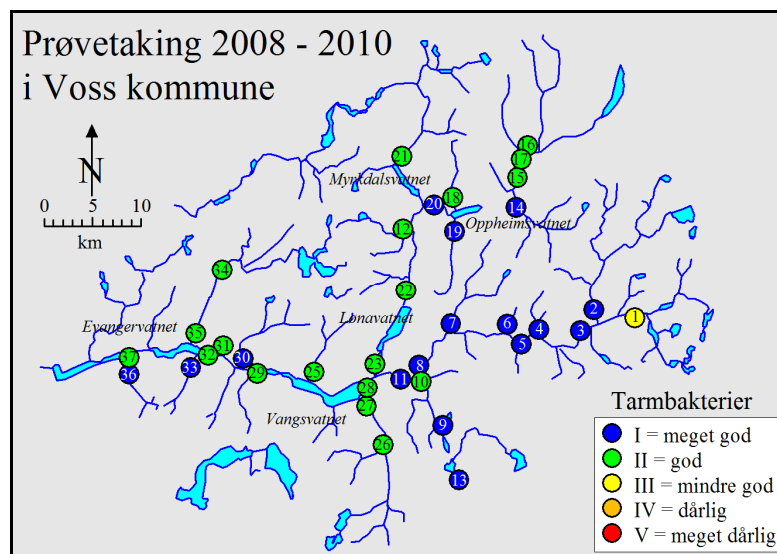 Prøvetaking 2008 - 2010
i Voss kommune
N
0 5 10
km
16
17
21
15
Myrkdalsvatnet
18
20
14
Oppheimsvatnet
12
19
34
22
2
Evangervatnet
Lonavatnet
7
6
4
3
1
35
5
31
37
32
30
23
8
36
33
29
25
11
10
28
27
Vangsvatnet
9
26
13
Tarmbakterier
I = meget god
II = god
III = mindre god
IV = dårlig
V = meget dårlig